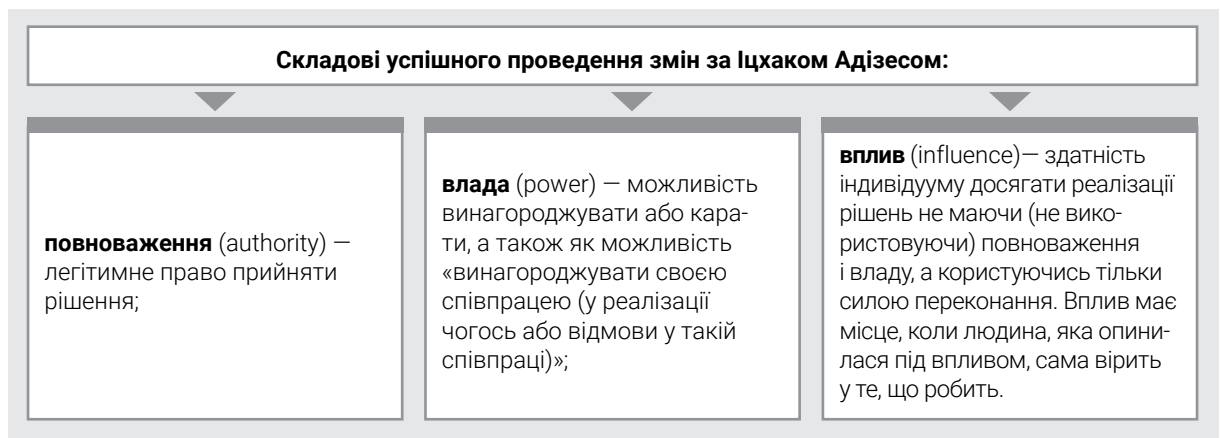 Складові успішного проведення змін за Іцхаком Адізесом:
повноваження (authority) —
легітимне право прийняти
рішення;
влада (power) — можливість
винагороджувати або кара-
ти, а також як можливість
«винагороджувати своєю
співпрацею (у реалізації
чогось або відмови у такій
співпраці)»;
вплив (influence)— здатність
індивідууму досягати реалізації
рішень не маючи (не вико-
ристовуючи) повноваження
і владу, а користуючись тільки
силою переконання. Вплив має
місце, коли людина, яка опини-
лася під впливом, сама вірить
у те, що робить.